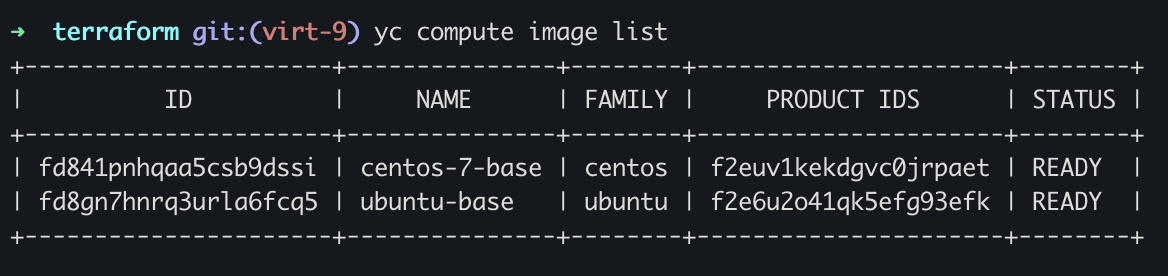 →  terraform git:(virt-9) yc compute image list
+----------------------+---------------+--------+----------------------+--------+
|          ID          |     NAME      | FAMILY |     PRODUCT IDS      | STATUS |
+----------------------+---------------+--------+----------------------+--------+
| fd841pnhqaa5csb9dssi | centos-7-base | centos | f2euv1kekdgvc0jrpaet | READY  |
| fd8gn7hnrq3urla6fcq5 | ubuntu-base   | ubuntu | f2e6u2o41qk5efg93efk | READY  |
+----------------------+---------------+--------+----------------------+--------+